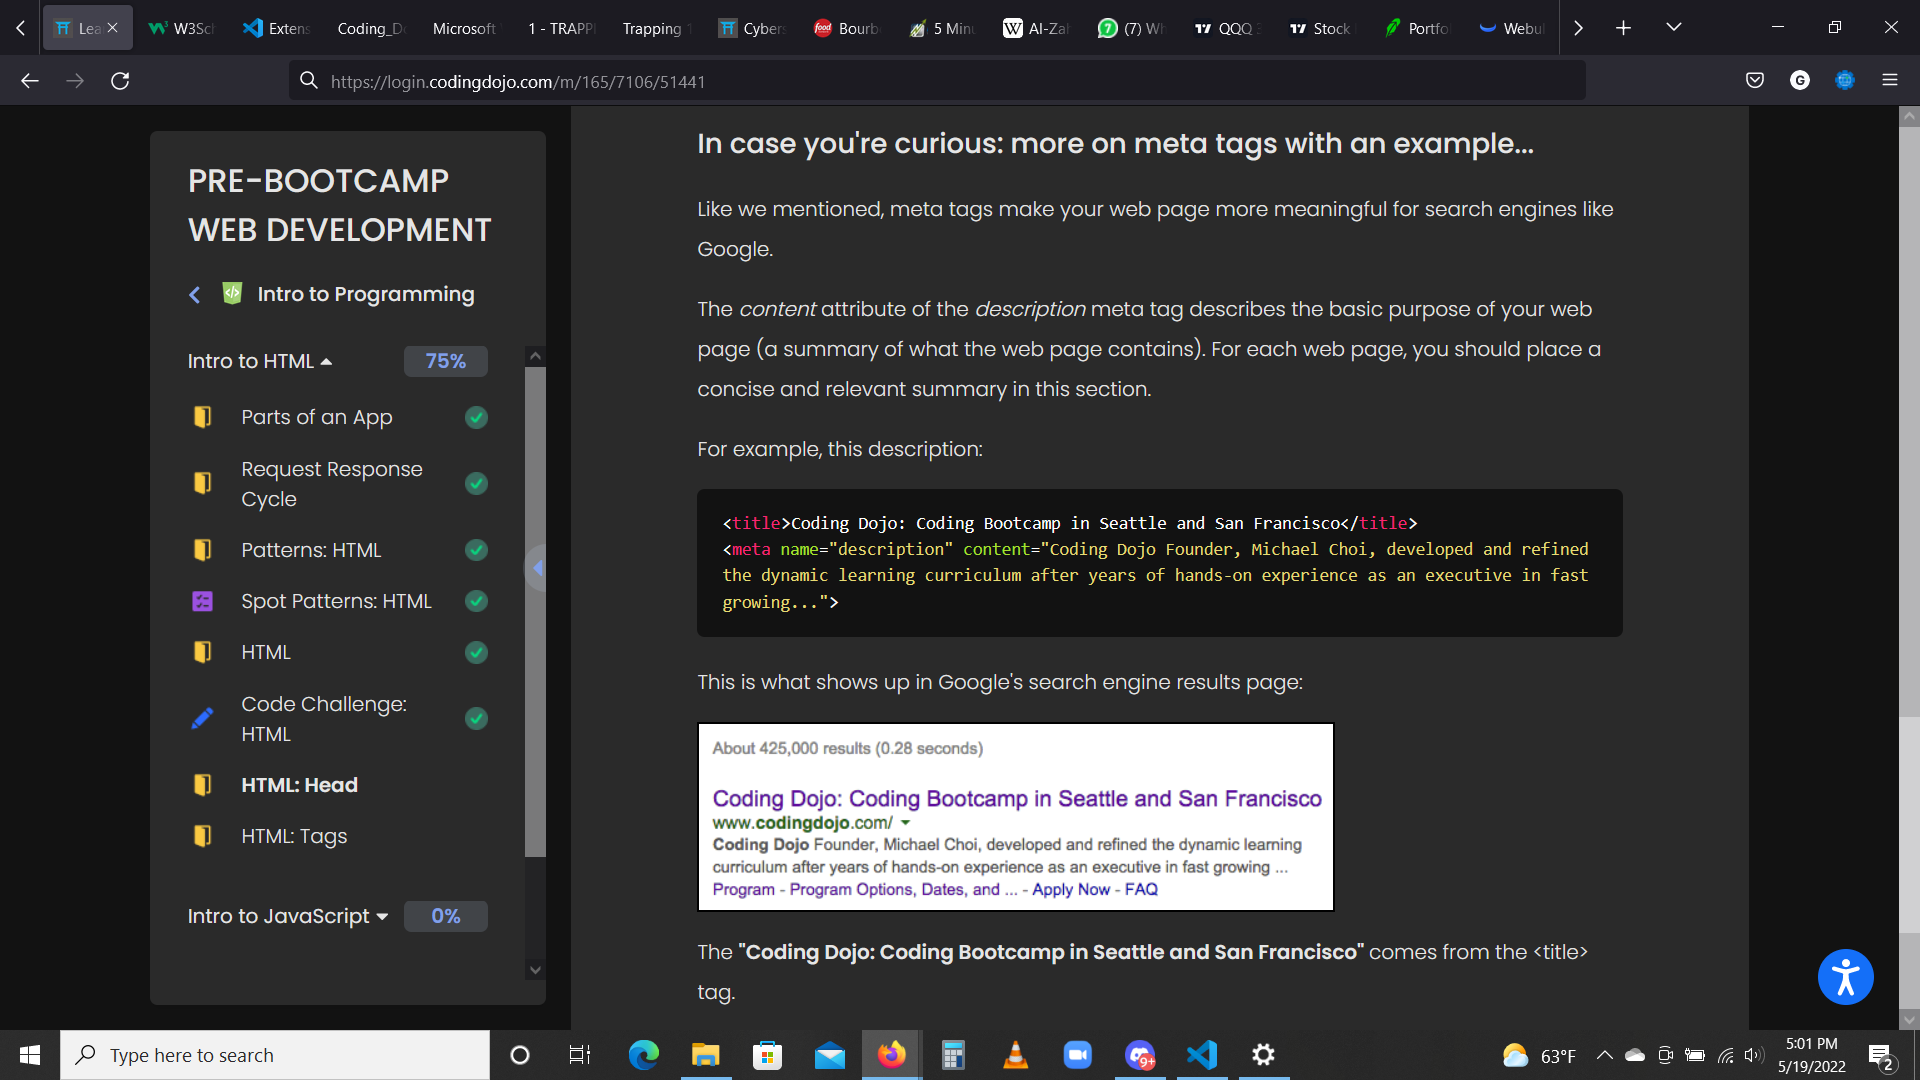 Lea
W3Sch
Extens
Coding_Do
Microsoft
1 - TRAPPI
Trapping
Cybers
Bourb
5 Minu
Al-Zah
(7) Wh
QQQ
Stock
Portfo
Webul
https://login.codingdojo.com/m/165/7106/51441
PRE-BOOTCAMP
WEB DEVELOPMENT
Intro to Programming
Intro to HTML 75%
Parts of an App
Request Response
Cycle
Patterns: HTML
Spot Patterns: HTML
HTML
Code Challenge:
HTML
HTML: Head
HTML: Tags
Intro to JavaScript 0%
In case you're curious: more on meta tags with an example...
Like we mentioned, meta tags make your web page more meaningful for search engines like
Google.
The content attribute of the description meta tag describes the basic purpose of your web
page (a summary of what the web page contains). For each web page, you should place a
concise and relevant summary in this section.
For example, this description:
<title>Coding Dojo: Coding Bootcamp in Seattle and San Francisco</title>
<meta name="description" content="Coding Dojo Founder, Michael Choi, developed and refined
the dynamic learning curriculum after years of hands-on experience as an executive in fast
growing...">
This is what shows up in Google's search engine results page:
About 425,000 results (0.28 seconds)
Coding Dojo: Coding Bootcamp in Seattle and San Francisco
www.codingdojo.com/
Coding Dojo Founder, Michael Choi, developed and refined the dynamic learning
curriculum after years of hands-on experience as an executive in fast growing ...
Program - Program Options, Dates, and ... - Apply Now - FAQ
The "Coding Dojo: Coding Bootcamp in Seattle and San Francisco" comes from the <title>
tag.
Type here to search
9+
63°F
5:01 PM
5/19/2022
2